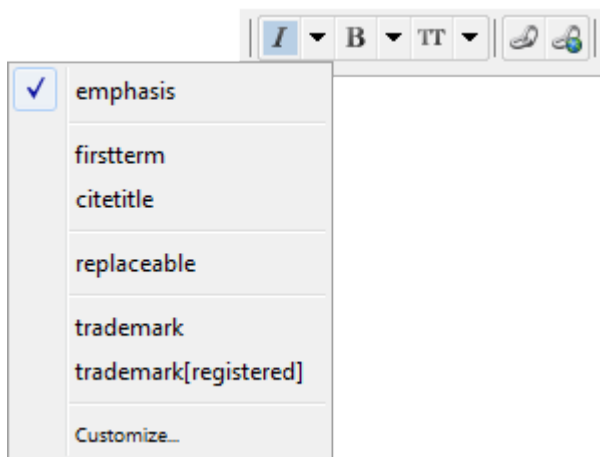 I B TT
emphasis
firstterm
citetitle
replaceable
trademark
trademark[registered]
Customize...